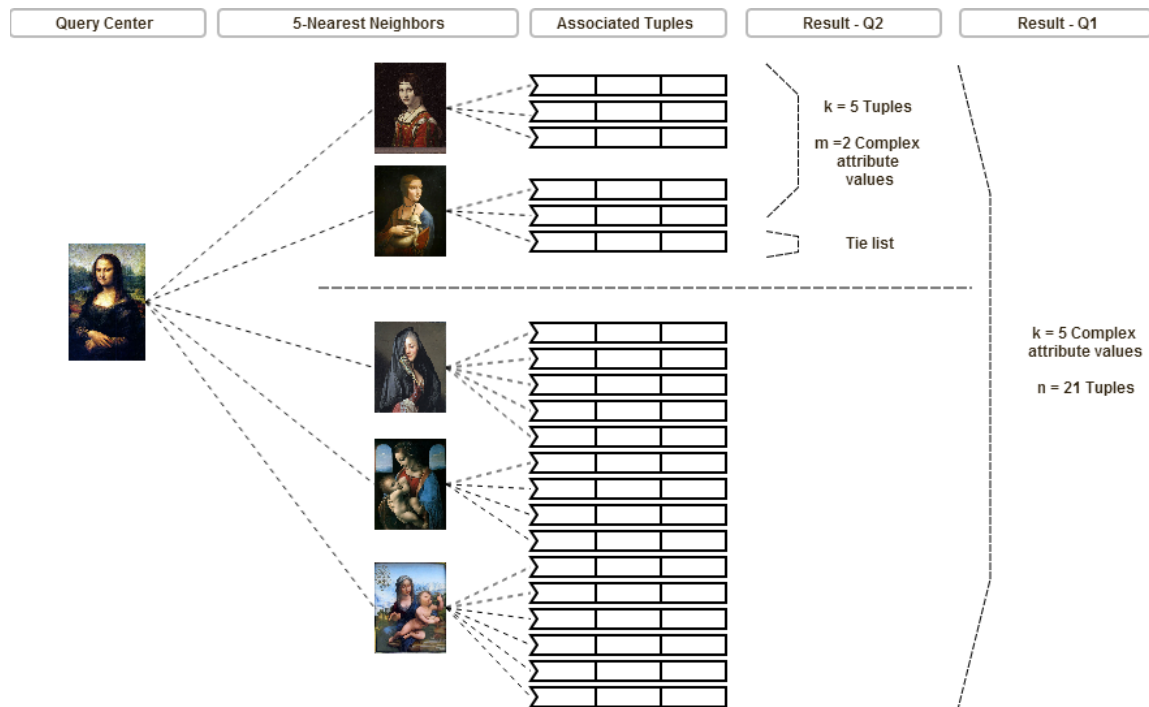 Query Center
5-Nearest Neighbors
Associated Tuples
Result - Q2
Result - Q1
k = 5 Tuples
m =2 Complex
attribute
values
Tie list
k = 5 Complex
attribute values
n = 21 Tuples